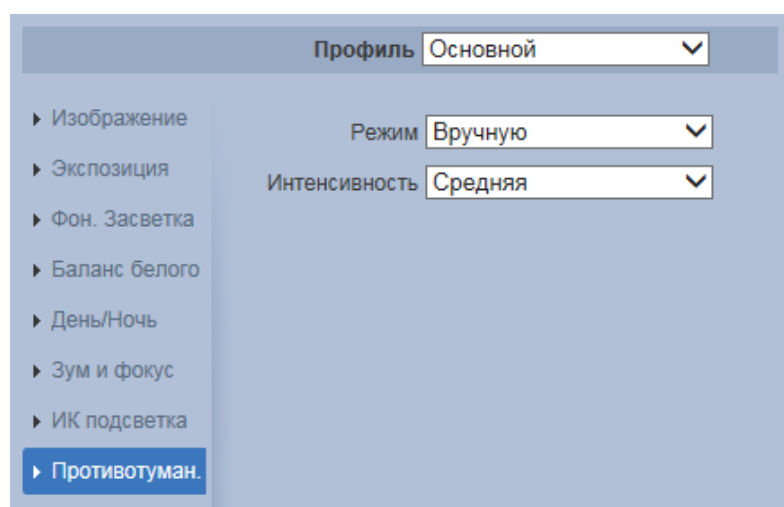 Профиль Основной
Изображение
Экспозиция
Фон. Засветка
Баланс белого
День/Ночь
Зум и фокус
ИК подсветка
Противотуман.
Режим Вручную
Интенсивность Средняя